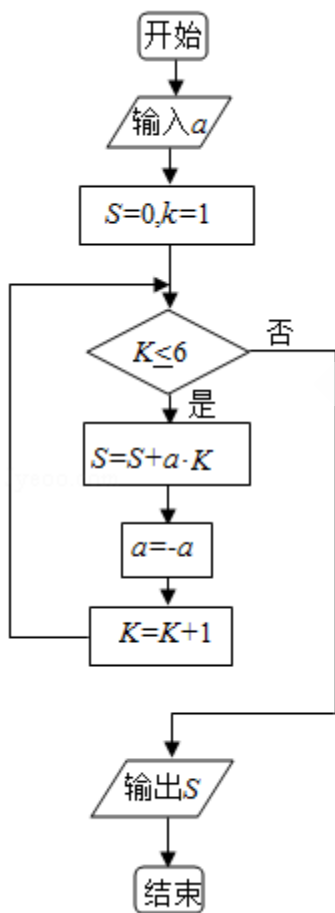 开始
输入a
S=0,k=1
否
K≤6
是
S=S+a·K
a=-a
K=K+1
输出S
结束